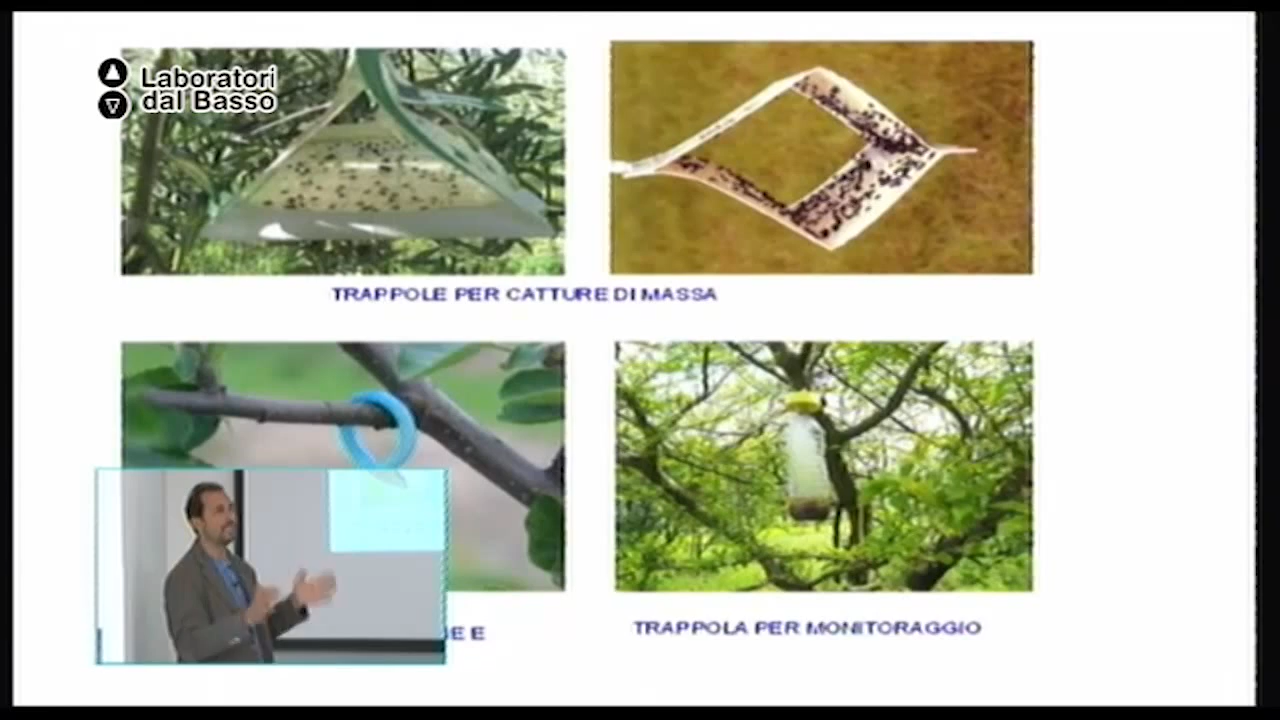 Laboratori
dal Basso
TRAPPOLE PER CATTURE DI MASSA
TRAPPOLA PER MONITORAGGIO